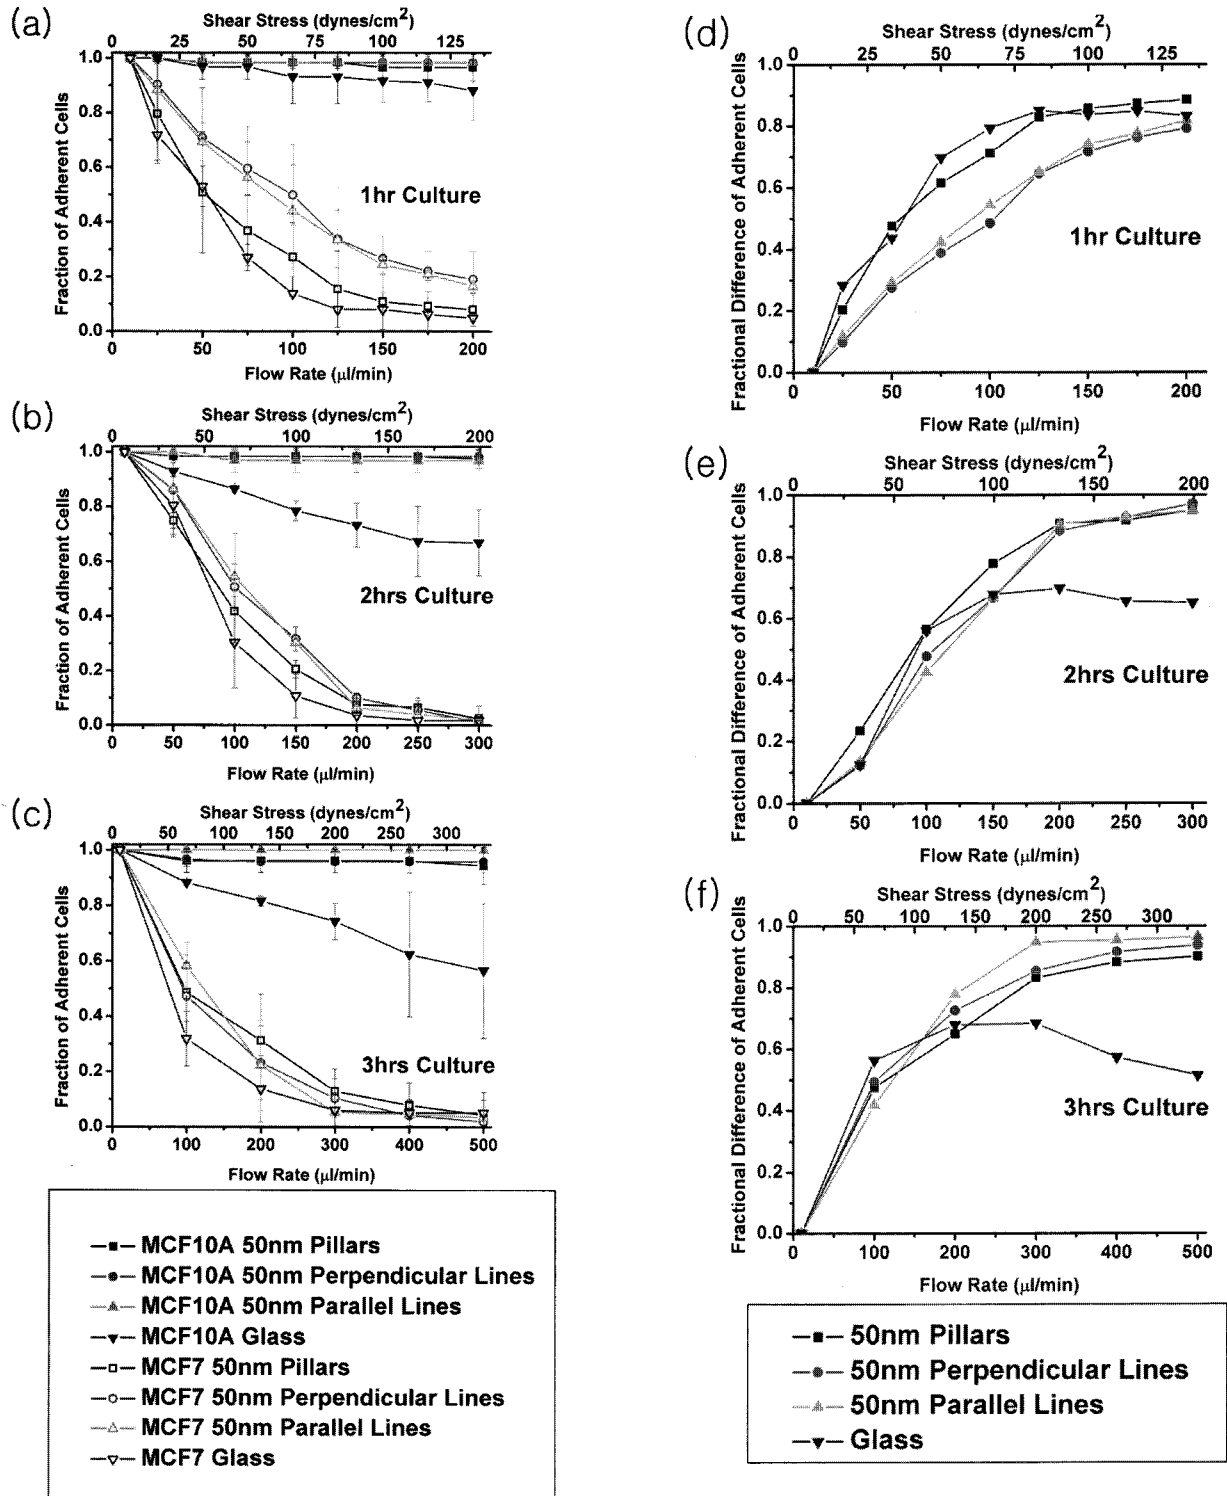 (a)
Shear Stress (dynes/cm²)
0 25 50 75 100 125
1.0
0.8
0.6
0.4
0.2
0.0
Fraction of Adherent Cells
1hr Culture
0 50 100 150 200
Flow Rate (μl/min)
(b)
Shear Stress (dynes/cm²)
0 50 100 150 200
1.0
0.8
0.6
0.4
0.2
0.0
Fraction of Adherent Cells
2hrs Culture
0 50 100 150 200 250 300
Flow Rate (μl/min)
(c)
Shear Stress (dynes/cm²)
0 50 100 150 200 250 300
1.0
0.8
0.6
0.4
0.2
0.0
Fraction of Adherent Cells
3hrs Culture
0 100 200 300 400 500
Flow Rate (μl/min)
MCF10A 50nm Pillars
MCF10A 50nm Perpendicular Lines
MCF10A 50nm Parallel Lines
MCF10A Glass
MCF7 50nm Pillars
MCF7 50nm Perpendicular Lines
MCF7 50nm Parallel Lines
MCF7 Glass
(d)
Shear Stress (dynes/cm²)
0 25 50 75 100 125
1.0
0.8
0.6
0.4
0.2
0.0
Fractional Difference of Adherent Cells
1hr Culture
0 50 100 150 200
Flow Rate (μl/min)
(e)
Shear Stress (dynes/cm²)
0 50 100 150 200
1.0
0.8
0.6
0.4
0.2
0.0
Fractional Difference of Adherent Cells
2hrs Culture
0 50 100 150 200 250 300
Flow Rate (μl/min)
(f)
Shear Stress (dynes/cm²)
0 50 100 150 200 250 300
1.0
0.8
0.6
0.4
0.2
0.0
Fractional Difference of Adherent Cells
3hrs Culture
0 100 200 300 400 500
Flow Rate (μl/min)
50nm Pillars
50nm Perpendicular Lines
50nm Parallel Lines
Glass